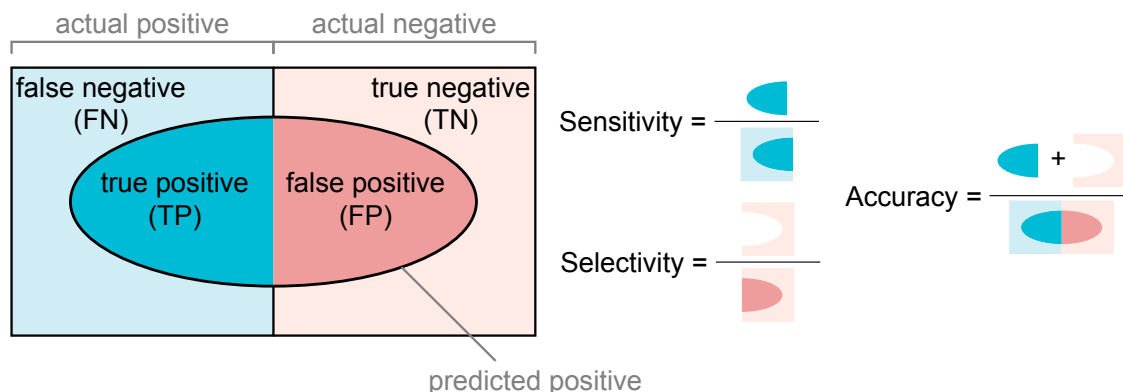 actual positive
actual negative
false negative
(FN)
true negative
(TN)
true positive
(TP)
false positive
(FP)
predicted positive
Sensitivity =
Selectivity =
Accuracy =
+